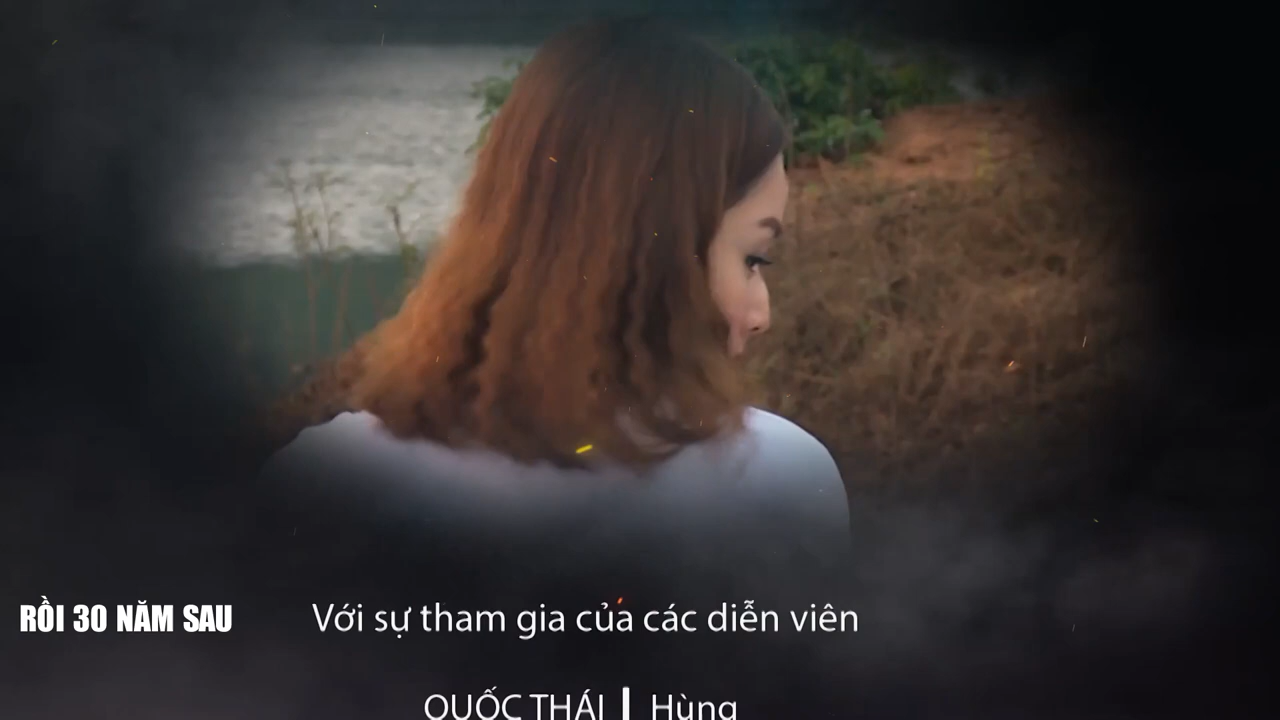 RỒI 30 NĂM SAU
Với sự tham gia của các diễn viên
QUỐC THÁI | Hùng